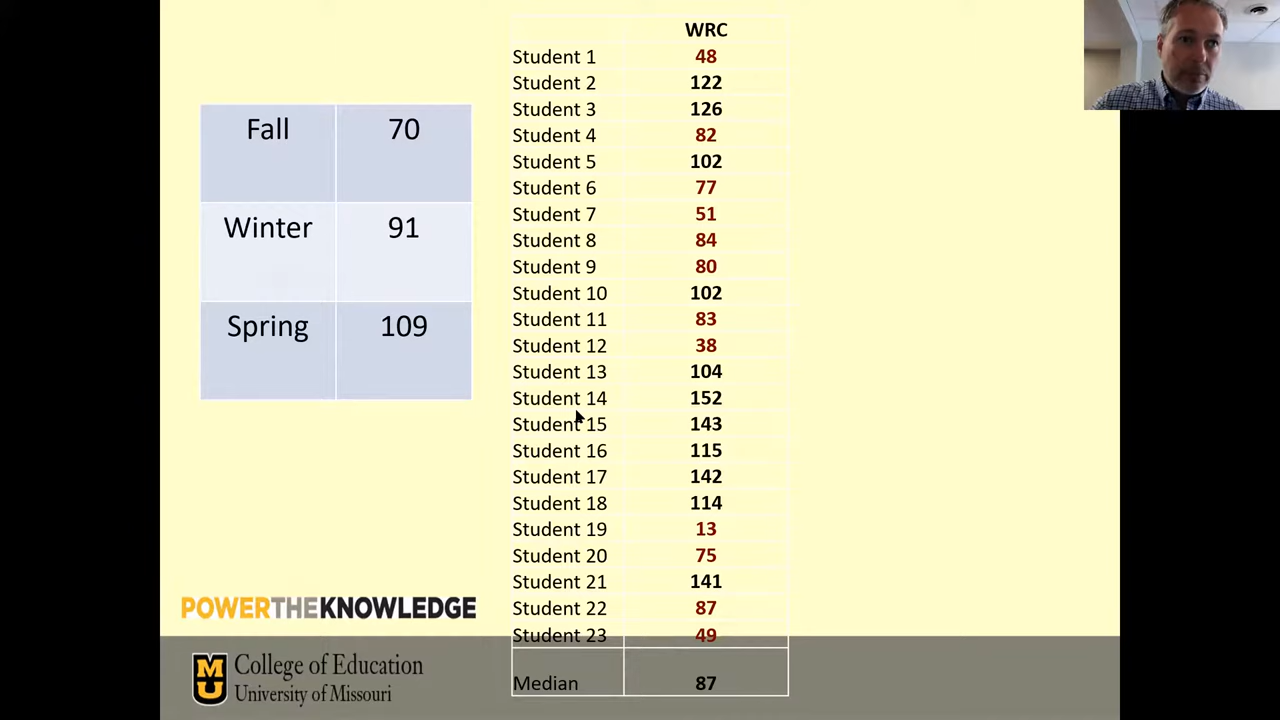 Fall 70
Winter 91
Spring 109
WRC
Student 1 48
Student 2 122
Student 3 126
Student 4 82
Student 5 102
Student 6 77
Student 7 51
Student 8 84
Student 9 80
Student 10 102
Student 11 83
Student 12 38
Student 13 104
Student 14 152
Student 15 143
Student 16 115
Student 17 142
Student 18 114
Student 19 13
Student 20 75
Student 21 141
Student 22 87
Student 23 49
Median 87
POWERTHEKNOWLEDGE
MU
College of Education
University of Missouri